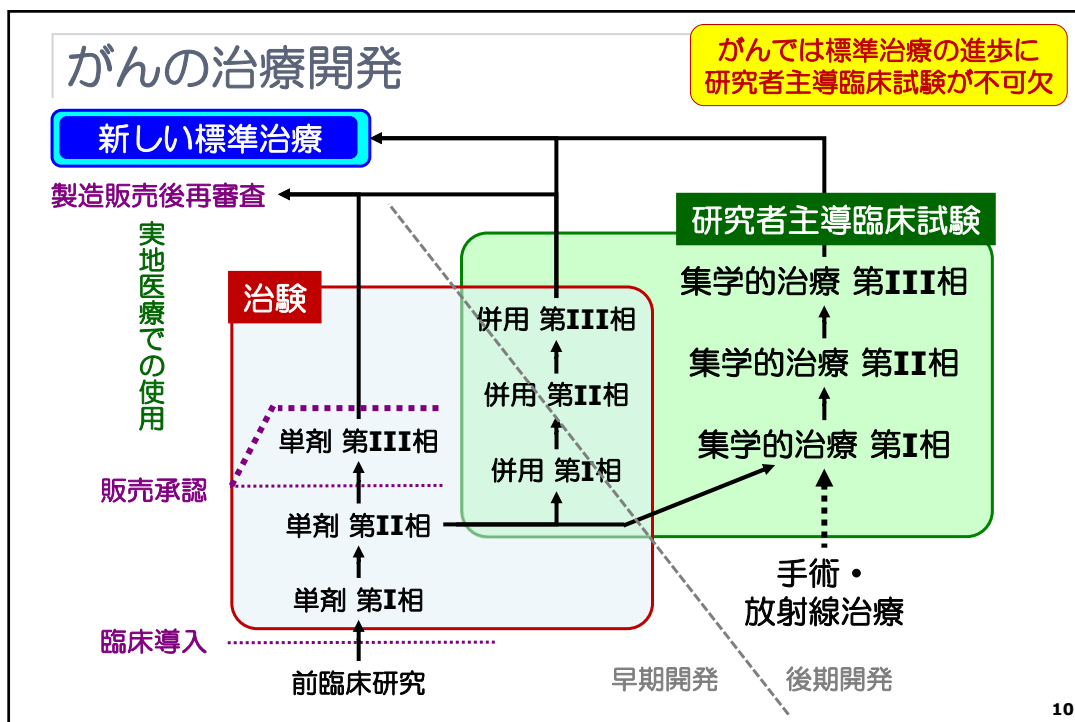 がんの治療開発
がんでは標準治療の進歩に
研究者主導臨床試験が不可欠
新しい標準治療
製造販売後再審査
実地医療での使用
研究者主導臨床試験
治験
集学的治療 第III相
併用 第III相
集学的治療 第II相
併用 第II相
単剤 第III相
集学的治療 第I相
併用 第I相
販売承認
単剤 第II相
手術・
放射線治療
単剤 第I相
臨床導入
前臨床研究
早期開発
後期開発
10